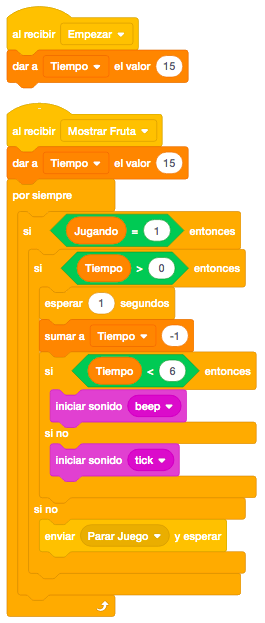 al recibir Empezar
dar a Tiempo el valor 15
al recibir Mostrar Fruta
dar a Tiempo el valor 15
por siempre
si Jugando = 1 entonces
si Tiempo > 0 entonces
esperar 1 segundos
sumar a Tiempo -1
si Tiempo < 6 entonces
iniciar sonido beep
si no
iniciar sonido tick
si no
enviar Parar Juego y esperar